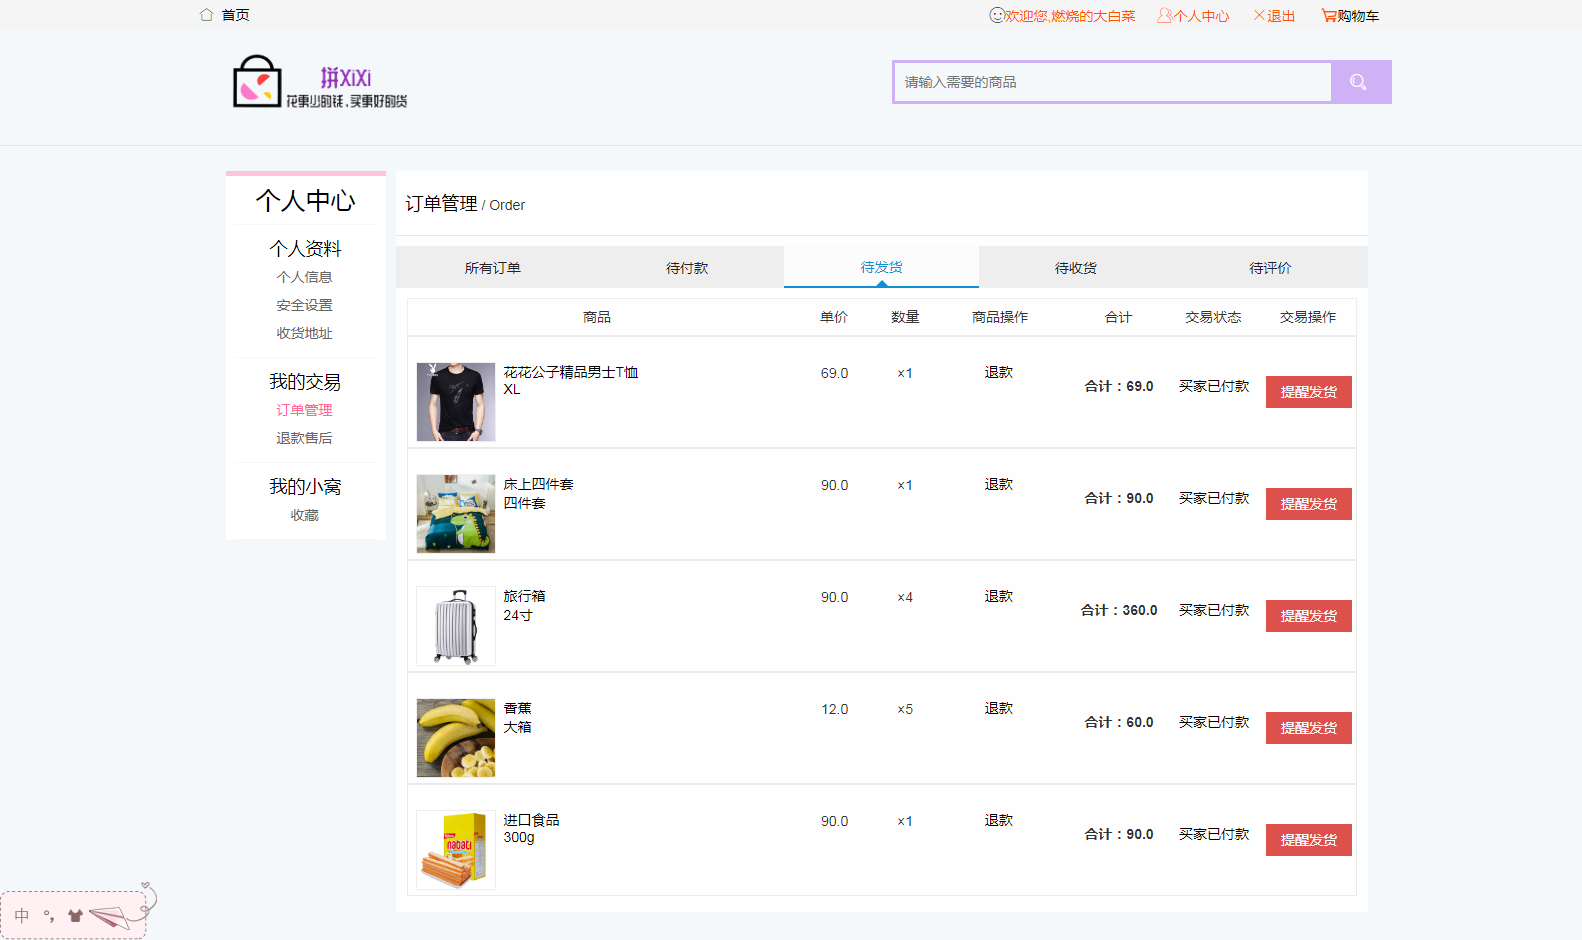 首页
欢迎您,燃烧的大白菜 个人中心 退出 购物车
拼XiXi
花更少的钱,买更好的货
请输入需要的商品
个人中心
个人资料
个人信息
安全设置
收货地址
我的交易
订单管理
退款售后
我的小窝
收藏
订单管理 / Order
所有订单 待付款 待发货 待收货 待评价
商品 单价 数量 商品操作 合计 交易状态 交易操作
花花公子精品男士T恤 69.0 ×1 退款 合计：69.0 买家已付款 提醒发货
XL
床上四件套 90.0 ×1 退款 合计：90.0 买家已付款 提醒发货
四件套
旅行箱 90.0 ×4 退款 合计：360.0 买家已付款 提醒发货
24寸
香蕉 12.0 ×5 退款 合计：60.0 买家已付款 提醒发货
大箱
进口食品 90.0 ×1 退款 合计：90.0 买家已付款 提醒发货
300g
nabati
中 °,